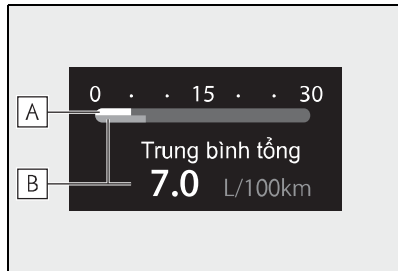 0 · · 15 · · 30
A
Trung bình tổng
B
7.0 L/100km